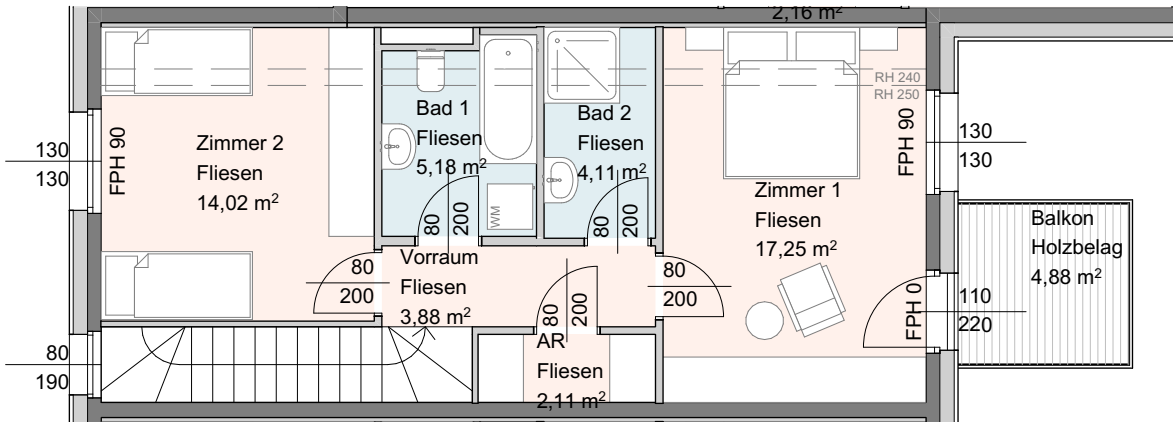 2,16 m²
RH 240
RH 250
FPH 90
130
130
Zimmer 2
Fliesen
14,02 m²
Bad 1
Fliesen
5,18 m²
WM
80
200
Bad 2
Fliesen
4,11 m²
80
200
Zimmer 1
Fliesen
17,25 m²
FPH 90
130
130
Balkon
Holzbelag
4,88 m²
FPH 0
110
220
80
200
Vorraum
Fliesen
3,88 m²
80
200
80
200
AR
Fliesen
2,11 m²
80
190